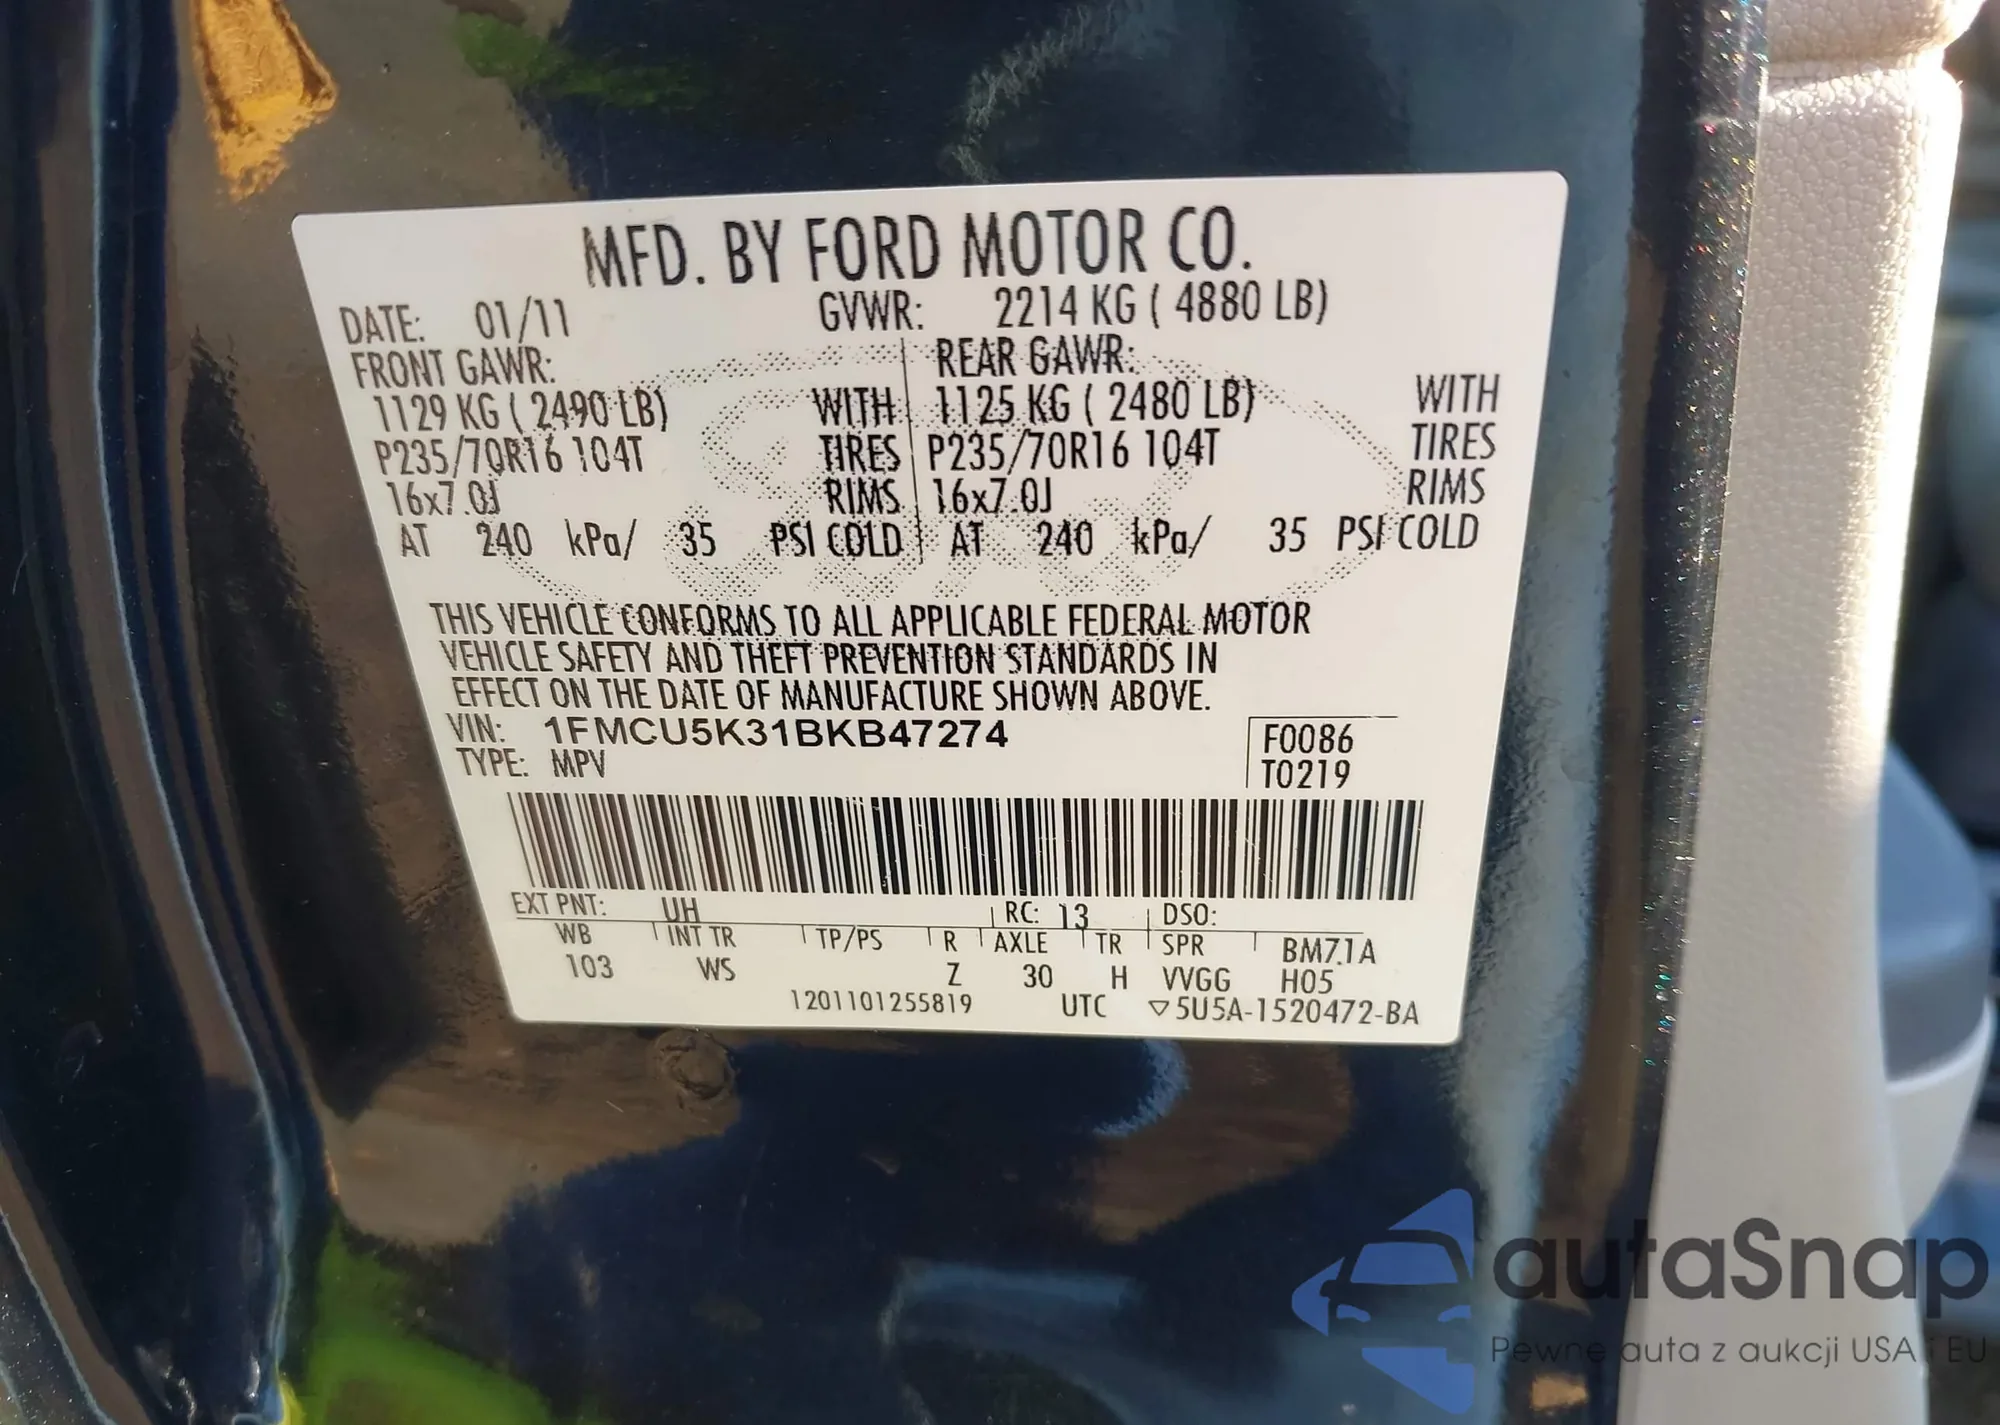 MFD. BY FORD MOTOR CO.
DATE: 01/11 GVWR: 2214 KG ( 4880 LB)
FRONT GAWR: REAR GAWR:
1129 KG ( 2490 LB) WITH 1125 KG ( 2480 LB) WITH
P235/70R16 104T TIRES P235/70R16 104T TIRES
16x7.0J RIMS 16x7.0J RIMS
AT 240 kPa/ 35 PSI COLD AT 240 kPa/ 35 PSI COLD
THIS VEHICLE CONFORMS TO ALL APPLICABLE FEDERAL MOTOR
VEHICLE SAFETY AND THEFT PREVENTION STANDARDS IN
EFFECT ON THE DATE OF MANUFACTURE SHOWN ABOVE.
VIN: 1FMCU5K31BKB47274 F0086
TYPE: MPV T0219
EXT PNT: UH RC: 13 DSO:
WB INT TR TP/PS R AXLE TR SPR BM71A
103 WS Z 30 H VVGG H05
1201101255819 UTC ▽5U5A-1520472-BA
autaSnap
Pewne auta z aukcji USA i EU